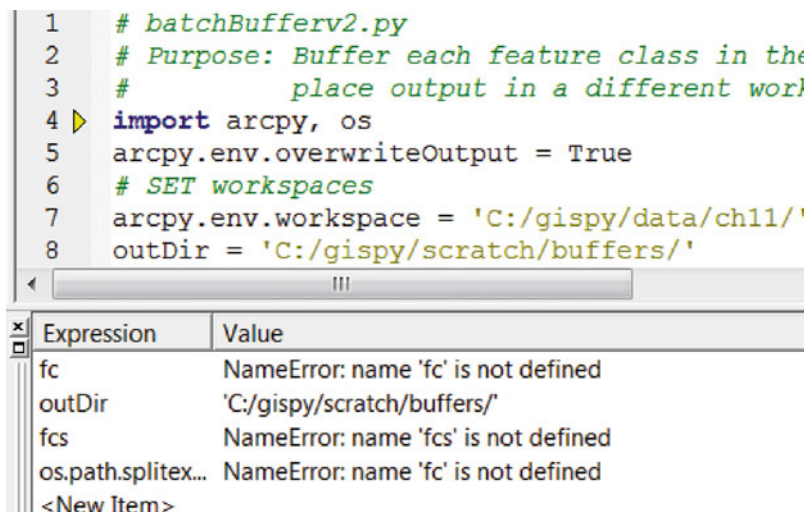 1 # batchBufferv2.py
2 # Purpose: Buffer each feature class in the
3 # place output in a different work
4 import arcpy, os
5 arcpy.env.overwriteOutput = True
6 # SET workspaces
7 arcpy.env.workspace = 'C:/gispy/data/ch11/'
8 outDir = 'C:/gispy/scratch/buffers/'
Expression Value
fc NameError: name 'fc' is not defined
outDir 'C:/gispy/scratch/buffers/'
fcs NameError: name 'fcs' is not defined
os.path.splitex... NameError: name 'fc' is not defined
<New Item>